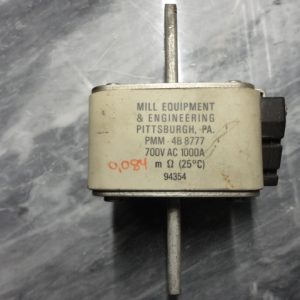 MILL EQUIPMENT
& ENGINEERING
PITTSBURGH, PA.
PMM - 4B 8777
700V AC 1000A
0,084 m Ω (25°C)
94354